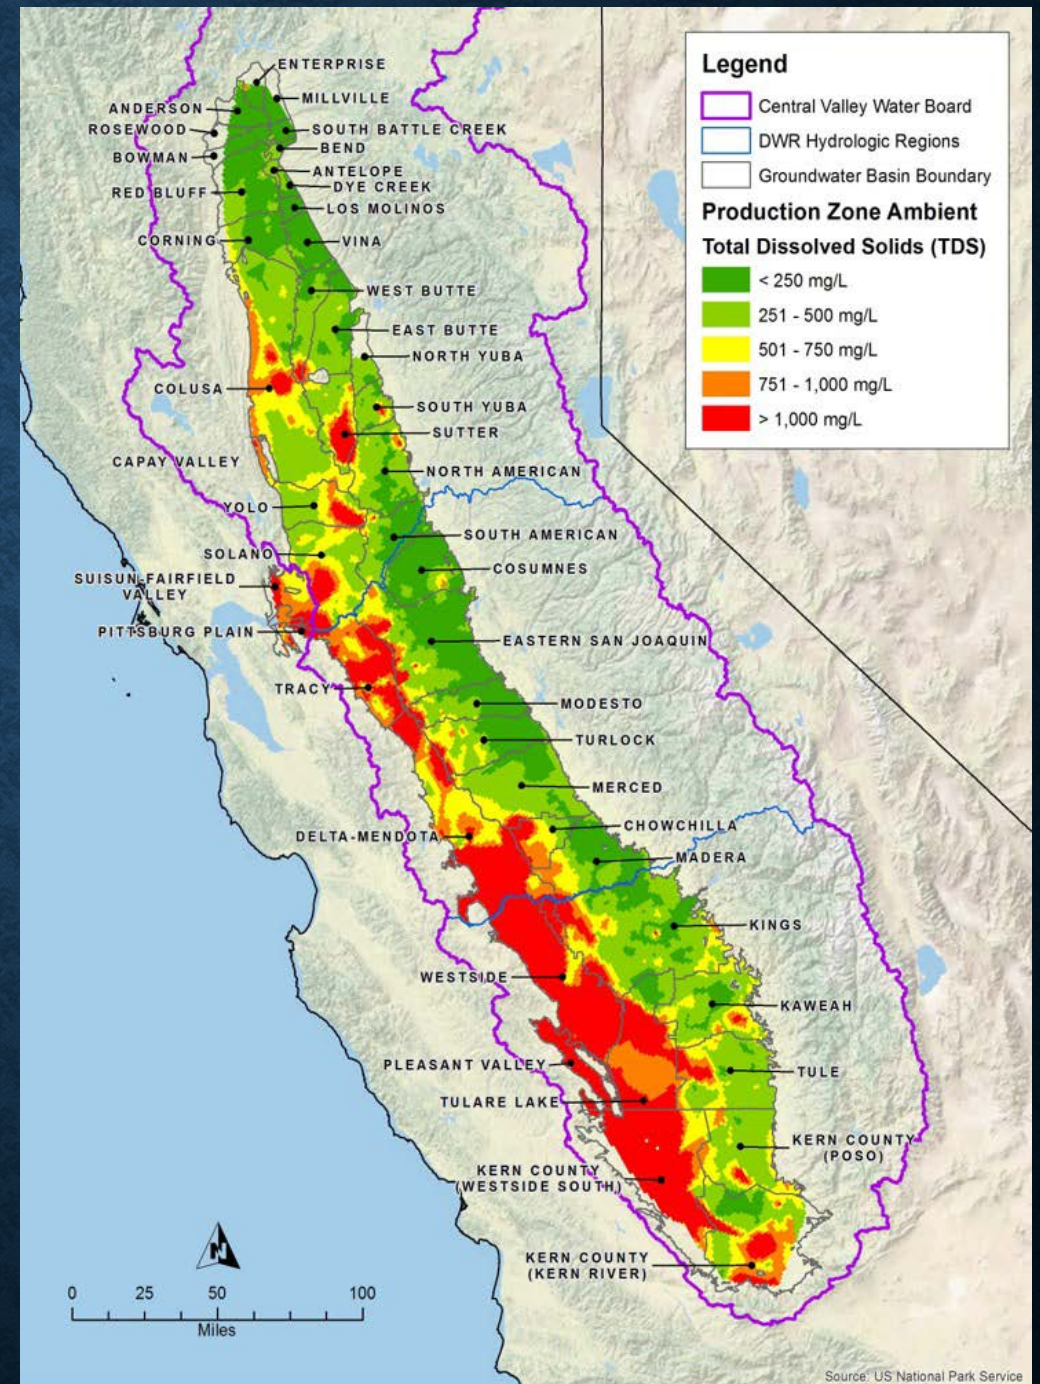 Legend
Central Valley Water Board
DWR Hydrologic Regions
Groundwater Basin Boundary
Production Zone Ambient
Total Dissolved Solids (TDS)
< 250 mg/L
251 - 500 mg/L
501 - 750 mg/L
751 - 1,000 mg/L
> 1,000 mg/L
ENTERPRISE
MILLVILLE
ANDERSON
ROSEWOOD
SOUTH BATTLE CREEK
BEND
BOWMAN
ANTELOPE
DYE CREEK
RED BLUFF
LOS MOLINOS
CORNING
VINA
WEST BUTTE
EAST BUTTE
NORTH YUBA
COLUSA
SOUTH YUBA
SUTTER
CAPAY VALLEY
NORTH AMERICAN
YOLO
SOUTH AMERICAN
SOLANO
COSUMNES
SUISUN-FAIRFIELD
VALLEY
PITTSBURG PLAIN
EASTERN SAN JOAQUIN
TRACY
MODESTO
TURLOCK
MERCED
CHOWCHILLA
DELTA-MENDOTA
MADERA
KINGS
WESTSIDE
KAWEAH
PLEASANT VALLEY
TULE
TULARE LAKE
KERN COUNTY
(POSO)
KERN COUNTY
(WESTSIDE SOUTH)
KERN COUNTY
(KERN RIVER)
N
0 25 50 100
Miles
Source: US National Park Service